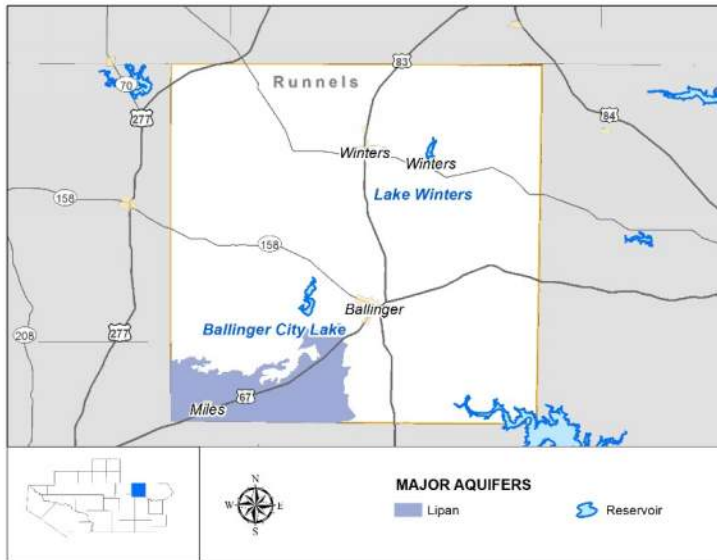 83
Runnels
70
277
84
Winters
Winters
Lake Winters
158
158
Ballinger
Ballinger City Lake
277
208
67
Miles
N
W E
S
MAJOR AQUIFERS
Lipan
Reservoir